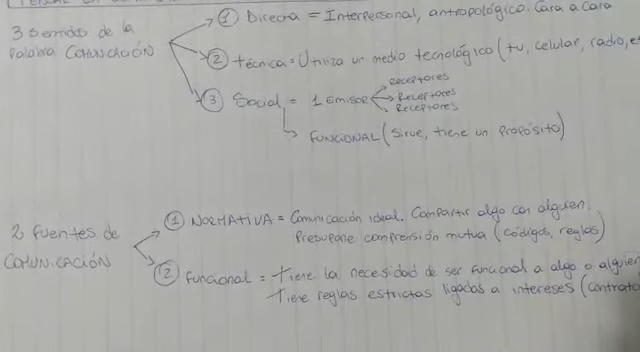 3 sentidos de la
Palabra COMUNICACIÓN
① Directa = Interpersonal, antropológico. Cara a cara
② técnica = Utiliza un medio tecnológico (tv, celular, radio,
③ Social = 1 EMISOR
Receptores
Receptores
Receptores
FUNCIONAL (Sirve, tiene un propósito)
2 fuentes de
COMUNICACIÓN
① NORMATIVA = Comunicación ideal. Compartir algo con alguien.
Presupone comprensión mutua (códigos, reglas)
② Funcional = Tiene la necesidad de ser funcional a algo o alguien
Tiene reglas estrictas ligadas a intereses (contrato